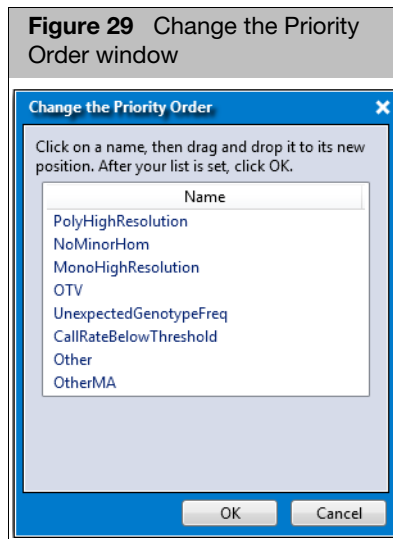 Figure 29 Change the Priority
Order window
Change the Priority Order
Click on a name, then drag and drop it to its new
position. After your list is set, click OK.
Name
PolyHighResolution
NoMinorHom
MonoHighResolution
OTV
UnexpectedGenotypeFreq
CallRateBelowThreshold
Other
OtherMA
OK Cancel